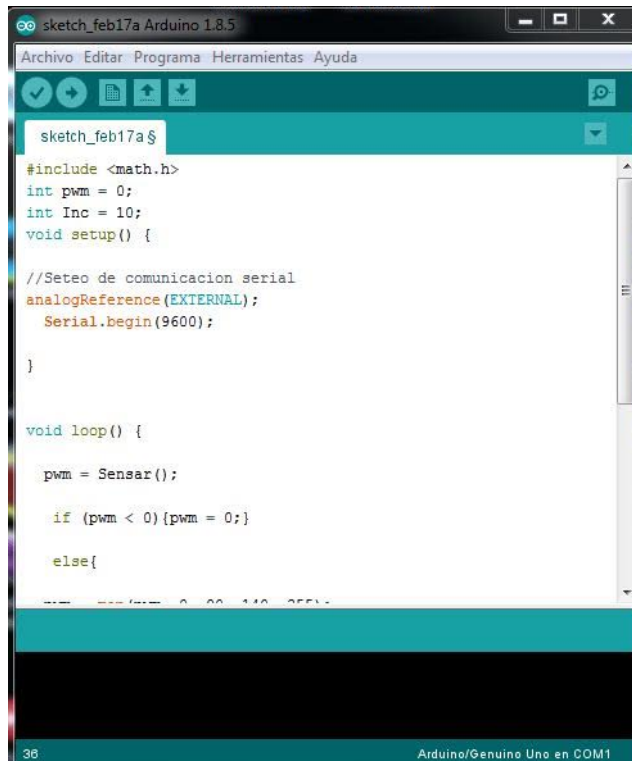 sketch_feb17a Arduino 1.8.5
Archivo Editar Programa Herramientas Ayuda
sketch_feb17a §
#include <math.h>
int pwm = 0;
int Inc = 10;
void setup() {
//Seteo de comunicacion serial
analogReference(EXTERNAL);
Serial.begin(9600);
}
void loop() {
pwm = Sensar();
if (pwm < 0){pwm = 0;}
else{
36
Arduino/Genuino Uno en COM1